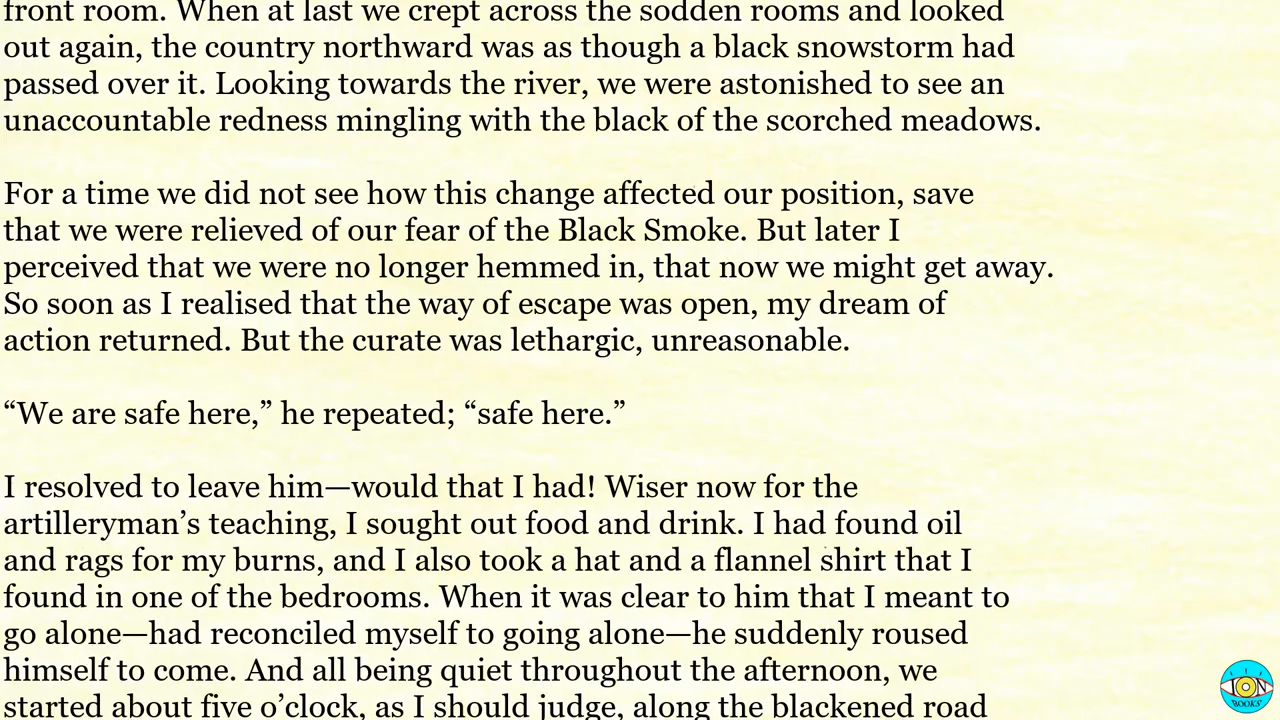 front room. When at last we crept across the sodden rooms and looked
out again, the country northward was as though a black snowstorm had
passed over it. Looking towards the river, we were astonished to see an
unaccountable redness mingling with the black of the scorched meadows.
For a time we did not see how this change affected our position, save
that we were relieved of our fear of the Black Smoke. But later I
perceived that we were no longer hemmed in, that now we might get away.
So soon as I realised that the way of escape was open, my dream of
action returned. But the curate was lethargic, unreasonable.
“We are safe here,” he repeated; “safe here.”
I resolved to leave him—would that I had! Wiser now for the
artilleryman’s teaching, I sought out food and drink. I had found oil
and rags for my burns, and I also took a hat and a flannel shirt that I
found in one of the bedrooms. When it was clear to him that I meant to
go alone—had reconciled myself to going alone—he suddenly roused
himself to come. And all being quiet throughout the afternoon, we
started about five o’clock, as I should judge, along the blackened road
ION
BOOKS